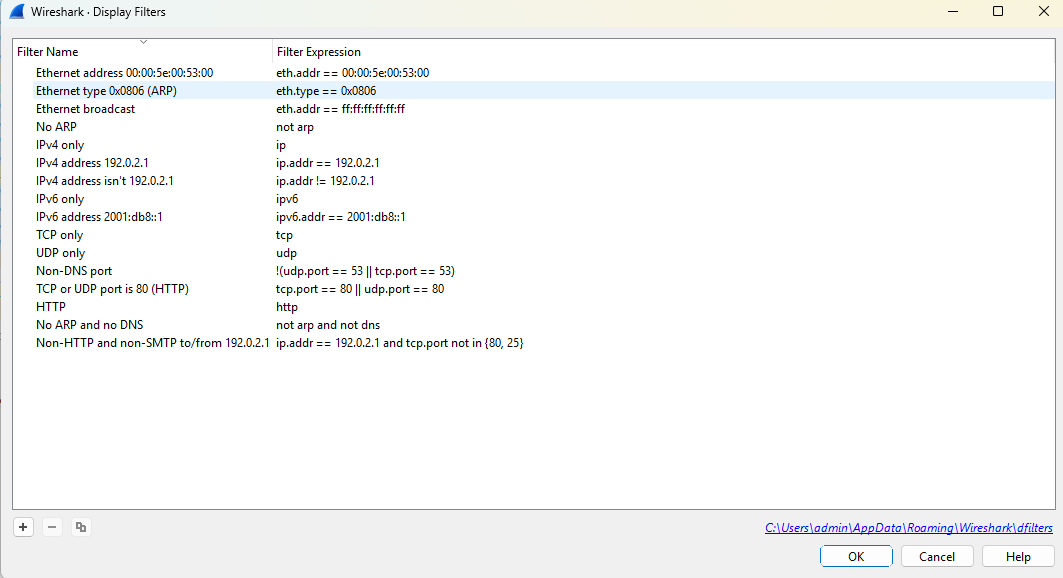 Wireshark · Display Filters
Filter Name Filter Expression
Ethernet address 00:00:5e:00:53:00 eth.addr == 00:00:5e:00:53:00
Ethernet type 0x0806 (ARP) eth.type == 0x0806
Ethernet broadcast eth.addr == ff:ff:ff:ff:ff:ff
No ARP not arp
IPv4 only ip
IPv4 address 192.0.2.1 ip.addr == 192.0.2.1
IPv4 address isn't 192.0.2.1 ip.addr != 192.0.2.1
IPv6 only ipv6
IPv6 address 2001:db8::1 ipv6.addr == 2001:db8::1
TCP only tcp
UDP only udp
Non-DNS port !(udp.port == 53 || tcp.port == 53)
TCP or UDP port is 80 (HTTP) tcp.port == 80 || udp.port == 80
HTTP http
No ARP and no DNS not arp and not dns
Non-HTTP and non-SMTP to/from 192.0.2.1 ip.addr == 192.0.2.1 and tcp.port not in {80, 25}
C:\Users\admin\AppData\Roaming\Wireshark\dfilters
OK Cancel Help